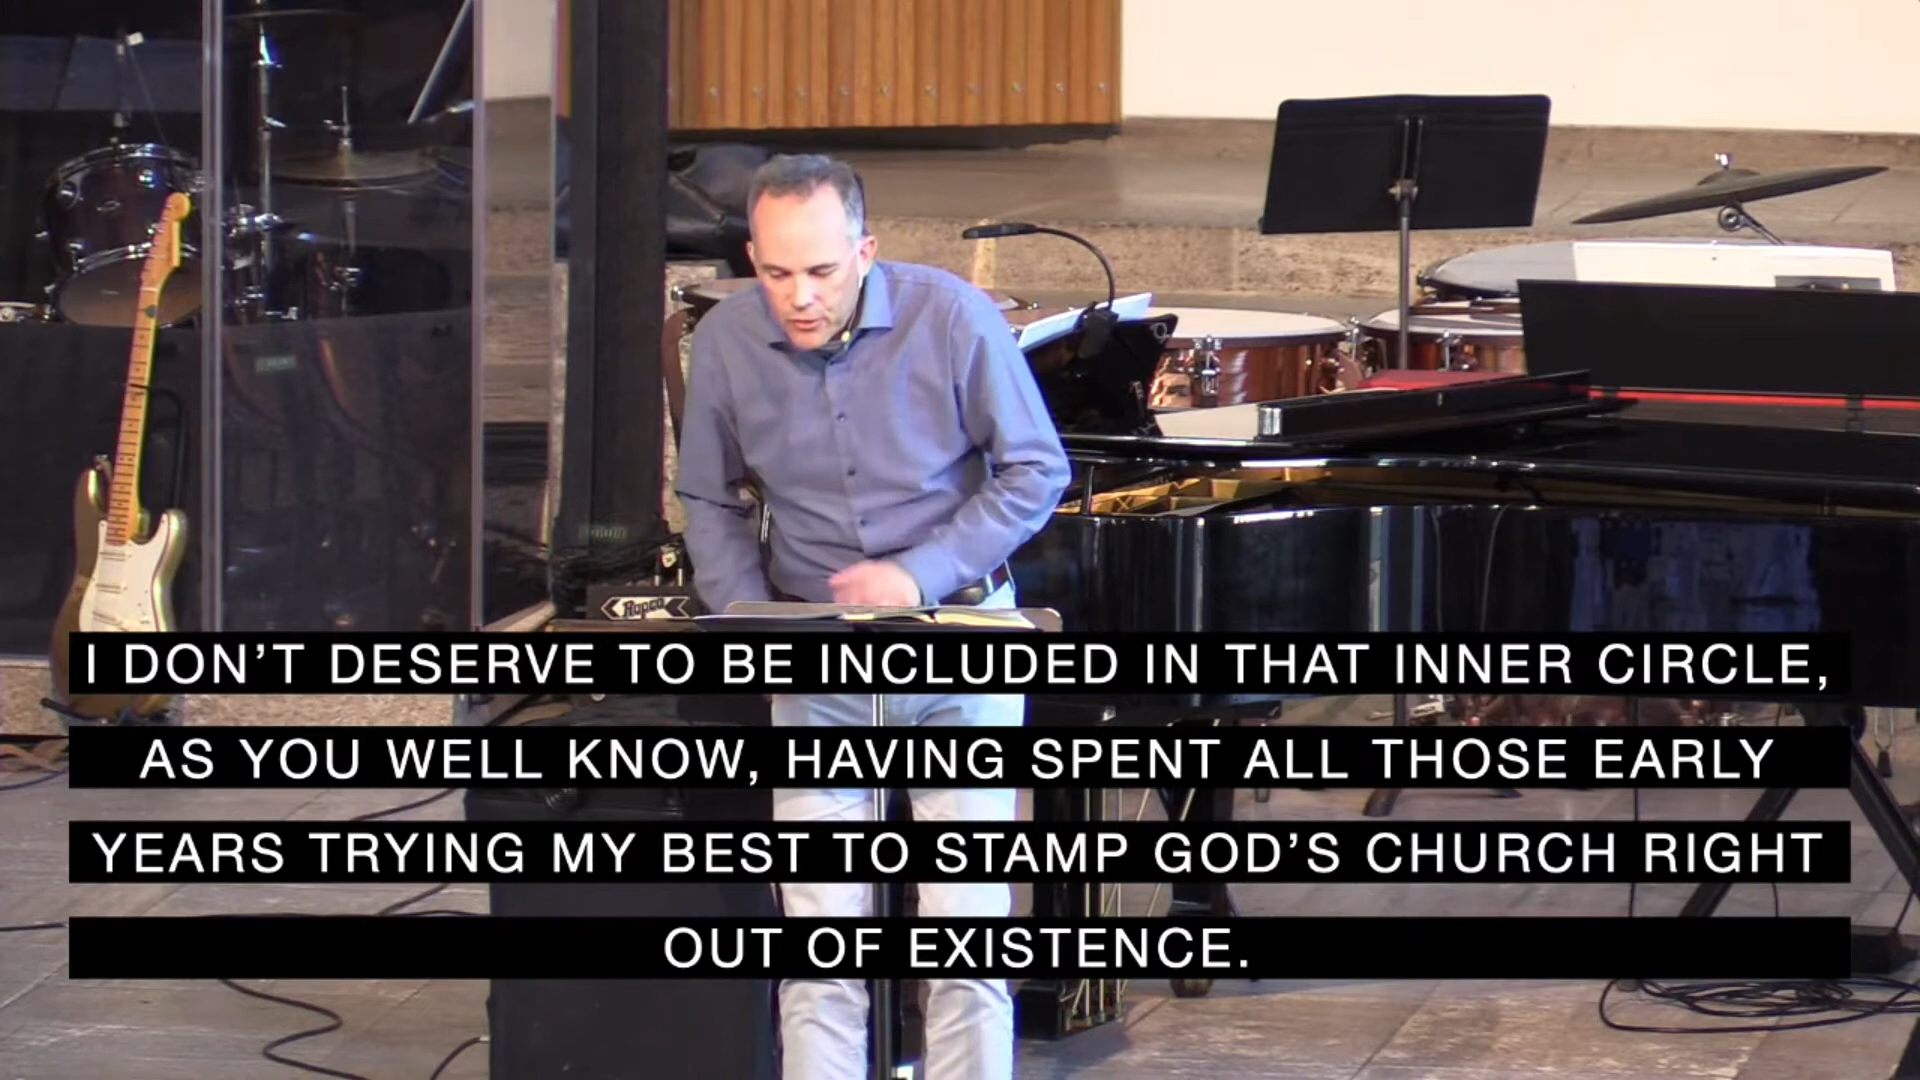 Rapco
I DON'T DESERVE TO BE INCLUDED IN THAT INNER CIRCLE,
AS YOU WELL KNOW, HAVING SPENT ALL THOSE EARLY
YEARS TRYING MY BEST TO STAMP GOD'S CHURCH RIGHT
OUT OF EXISTENCE.